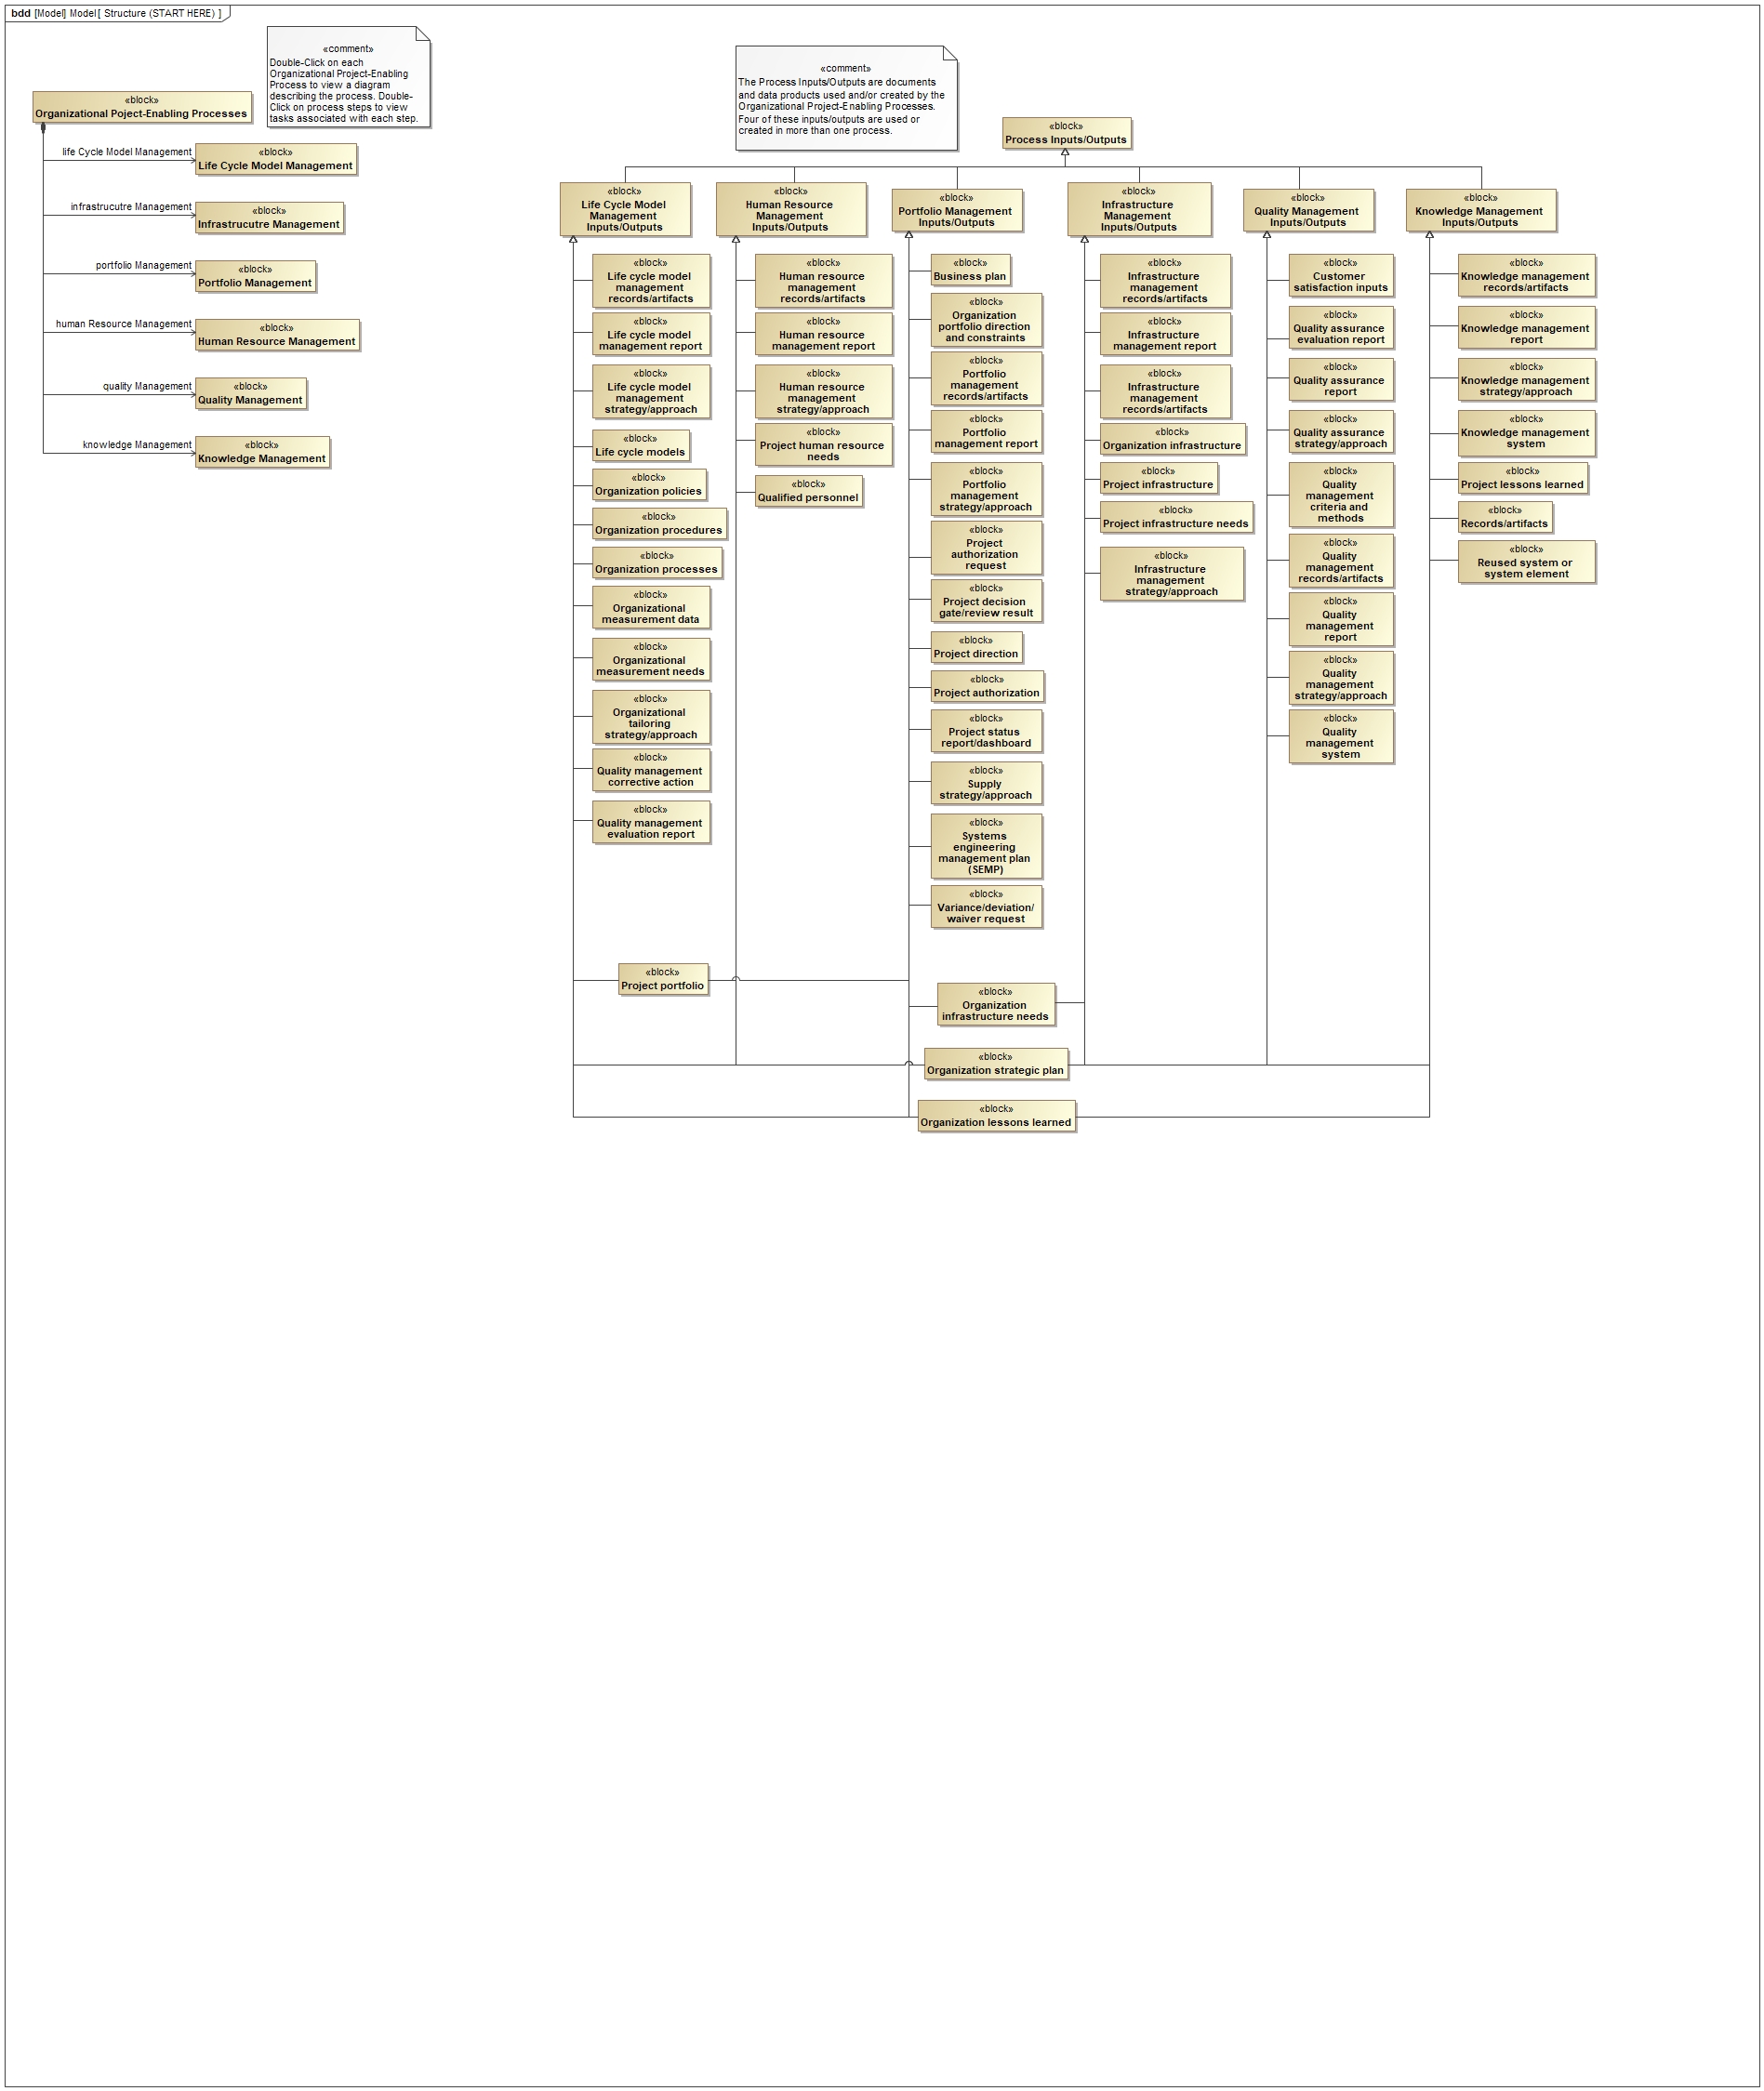 bdd [Model] Model [ Structure (START HERE) ]
«comment»
Double-Click on each
Organizational Project-Enabling
Process to view a diagram
describing the process. Double-
Click on process steps to view
tasks associated with each step.
«block»
Organizational Poject-Enabling Processes
life Cycle Model Management
«block»
Life Cycle Model Management
infrastrucutre Management
«block»
Infrastrucutre Management
portfolio Management
«block»
Portfolio Management
human Resource Management
«block»
Human Resource Management
quality Management
«block»
Quality Management
knowledge Management
«block»
Knowledge Management
«comment»
The Process Inputs/Outputs are documents
and data products used and/or created by the
Organizational Project-Enabling Processes.
Four of these inputs/outputs are used or
created in more than one process.
«block»
Process Inputs/Outputs
«block»
Life Cycle Model
Management
Inputs/Outputs
«block»
Life cycle model
management
records/artifacts
«block»
Life cycle model
management report
«block»
Life cycle model
management
strategy/approach
«block»
Life cycle models
«block»
Organization policies
«block»
Organization procedures
«block»
Organization processes
«block»
Organizational
measurement data
«block»
Organizational
measurement needs
«block»
Organizational
tailoring
strategy/approach
«block»
Quality management
corrective action
«block»
Quality management
evaluation report
«block»
Human Resource
Management
Inputs/Outputs
«block»
Human resource
management
records/artifacts
«block»
Human resource
management report
«block»
Human resource
management
strategy/approach
«block»
Project human resource
needs
«block»
Qualified personnel
«block»
Portfolio Management
Inputs/Outputs
«block»
Business plan
«block»
Organization
portfolio direction
and constraints
«block»
Portfolio
management
records/artifacts
«block»
Portfolio
management report
«block»
Portfolio
management
strategy/approach
«block»
Project
authorization
request
«block»
Project decision
gate/review result
«block»
Project direction
«block»
Project authorization
«block»
Project status
report/dashboard
«block»
Supply
strategy/approach
«block»
Systems
engineering
management plan
(SEMP)
«block»
Variance/deviation/
waiver request
«block»
Infrastructure
Management
Inputs/Outputs
«block»
Infrastructure
management
records/artifacts
«block»
Infrastructure
management report
«block»
Infrastructure
management
records/artifacts
«block»
Organization infrastructure
«block»
Project infrastructure
«block»
Project infrastructure needs
«block»
Infrastructure
management
strategy/approach
«block»
Quality Management
Inputs/Outputs
«block»
Customer
satisfaction inputs
«block»
Quality assurance
evaluation report
«block»
Quality assurance
report
«block»
Quality assurance
strategy/approach
«block»
Quality
management
criteria and
methods
«block»
Quality
management
records/artifacts
«block»
Quality
management
report
«block»
Quality
management
strategy/approach
«block»
Quality
management
system
«block»
Knowledge Management
Inputs/Outputs
«block»
Knowledge management
records/artifacts
«block»
Knowledge management
report
«block»
Knowledge management
strategy/approach
«block»
Knowledge management
system
«block»
Project lessons learned
«block»
Records/artifacts
«block»
Reused system or
system element
«block»
Project portfolio
«block»
Organization
infrastructure needs
«block»
Organization strategic plan
«block»
Organization lessons learned